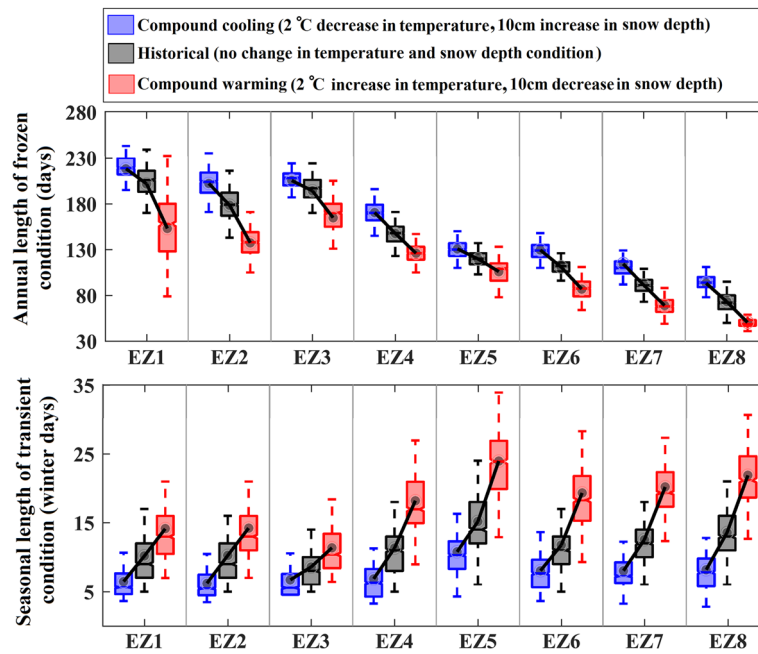 Compound cooling (2 °C decrease in temperature, 10cm increase in snow depth)
Historical (no change in temperature and snow depth condition)
Compound warming (2 °C increase in temperature, 10cm decrease in snow depth)
Annual length of frozen
condition (days)
280
230
180
130
80
30
EZ1 EZ2 EZ3 EZ4 EZ5 EZ6 EZ7 EZ8
Seasonal length of transient
condition (winter days)
35
25
15
5
EZ1 EZ2 EZ3 EZ4 EZ5 EZ6 EZ7 EZ8